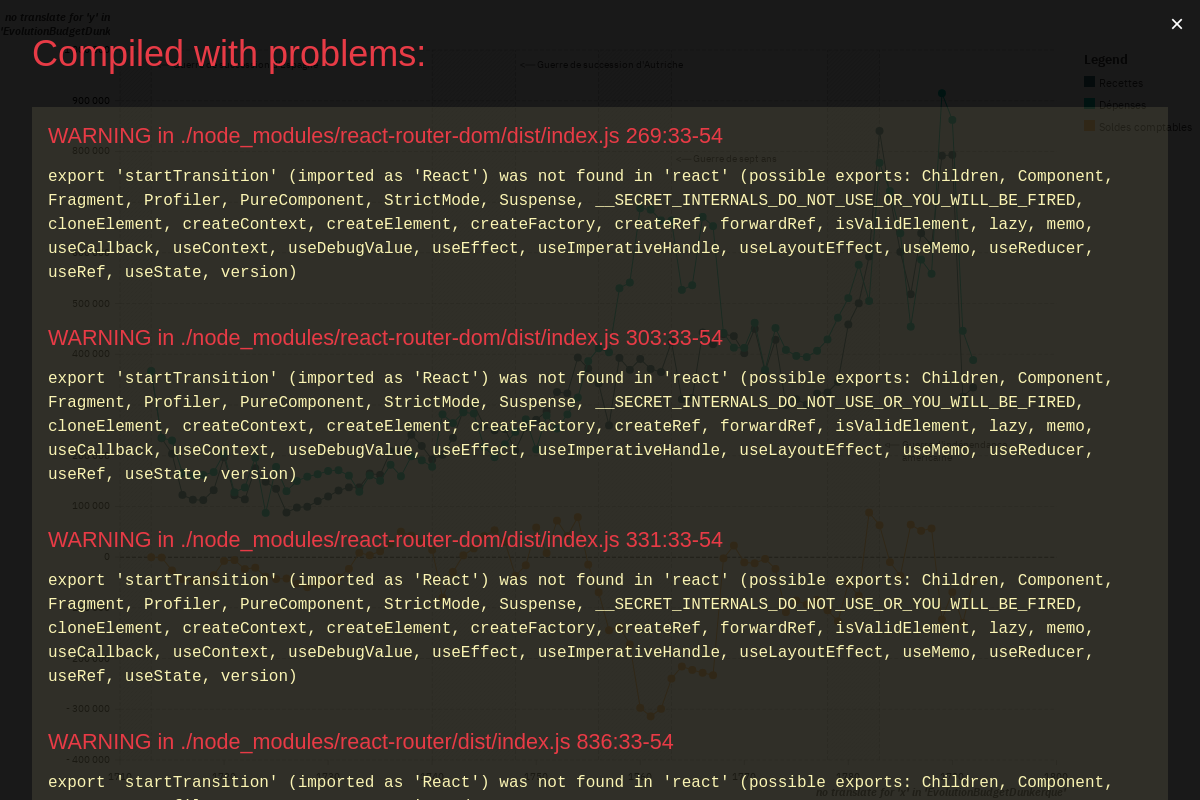 no translate for 'y' in
'EvolutionBudgetDunk
×
Compiled with problems:
<--- Guerre de succession d'Autriche
Legend
Recettes
Dépenses
Soldes comptables
900 000
WARNING in ./node_modules/react-router-dom/dist/index.js 269:33-54
800 000
<--- Guerre de sept ans
export 'startTransition' (imported as 'React') was not found in 'react' (possible exports: Children, Component,
Fragment, Profiler, PureComponent, StrictMode, Suspense, __SECRET_INTERNALS_DO_NOT_USE_OR_YOU_WILL_BE_FIRED,
cloneElement, createContext, createElement, createFactory, createRef, forwardRef, isValidElement, lazy, memo,
useCallback, useContext, useDebugValue, useEffect, useImperativeHandle, useLayoutEffect, useMemo, useReducer,
useRef, useState, version)
500 000
WARNING in ./node_modules/react-router-dom/dist/index.js 303:33-54
400 000
export 'startTransition' (imported as 'React') was not found in 'react' (possible exports: Children, Component,
Fragment, Profiler, PureComponent, StrictMode, Suspense, __SECRET_INTERNALS_DO_NOT_USE_OR_YOU_WILL_BE_FIRED,
cloneElement, createContext, createElement, createFactory, createRef, forwardRef, isValidElement, lazy, memo,
useCallback, useContext, useDebugValue, useEffect, useImperativeHandle, useLayoutEffect, useMemo, useReducer,
useRef, useState, version)
100 000
WARNING in ./node_modules/react-router-dom/dist/index.js 331:33-54
0
export 'startTransition' (imported as 'React') was not found in 'react' (possible exports: Children, Component,
Fragment, Profiler, PureComponent, StrictMode, Suspense, __SECRET_INTERNALS_DO_NOT_USE_OR_YOU_WILL_BE_FIRED,
cloneElement, createContext, createElement, createFactory, createRef, forwardRef, isValidElement, lazy, memo,
useCallback, useContext, useDebugValue, useEffect, useImperativeHandle, useLayoutEffect, useMemo, useReducer,
useRef, useState, version)
- 300 000
WARNING in ./node_modules/react-router/dist/index.js 836:33-54
- 400 000
export 'startTransition' (imported as 'React') was not found in 'react' (possible exports: Children, Component,
no translate for 'x' in 'EvolutionBudgetDunkerque'